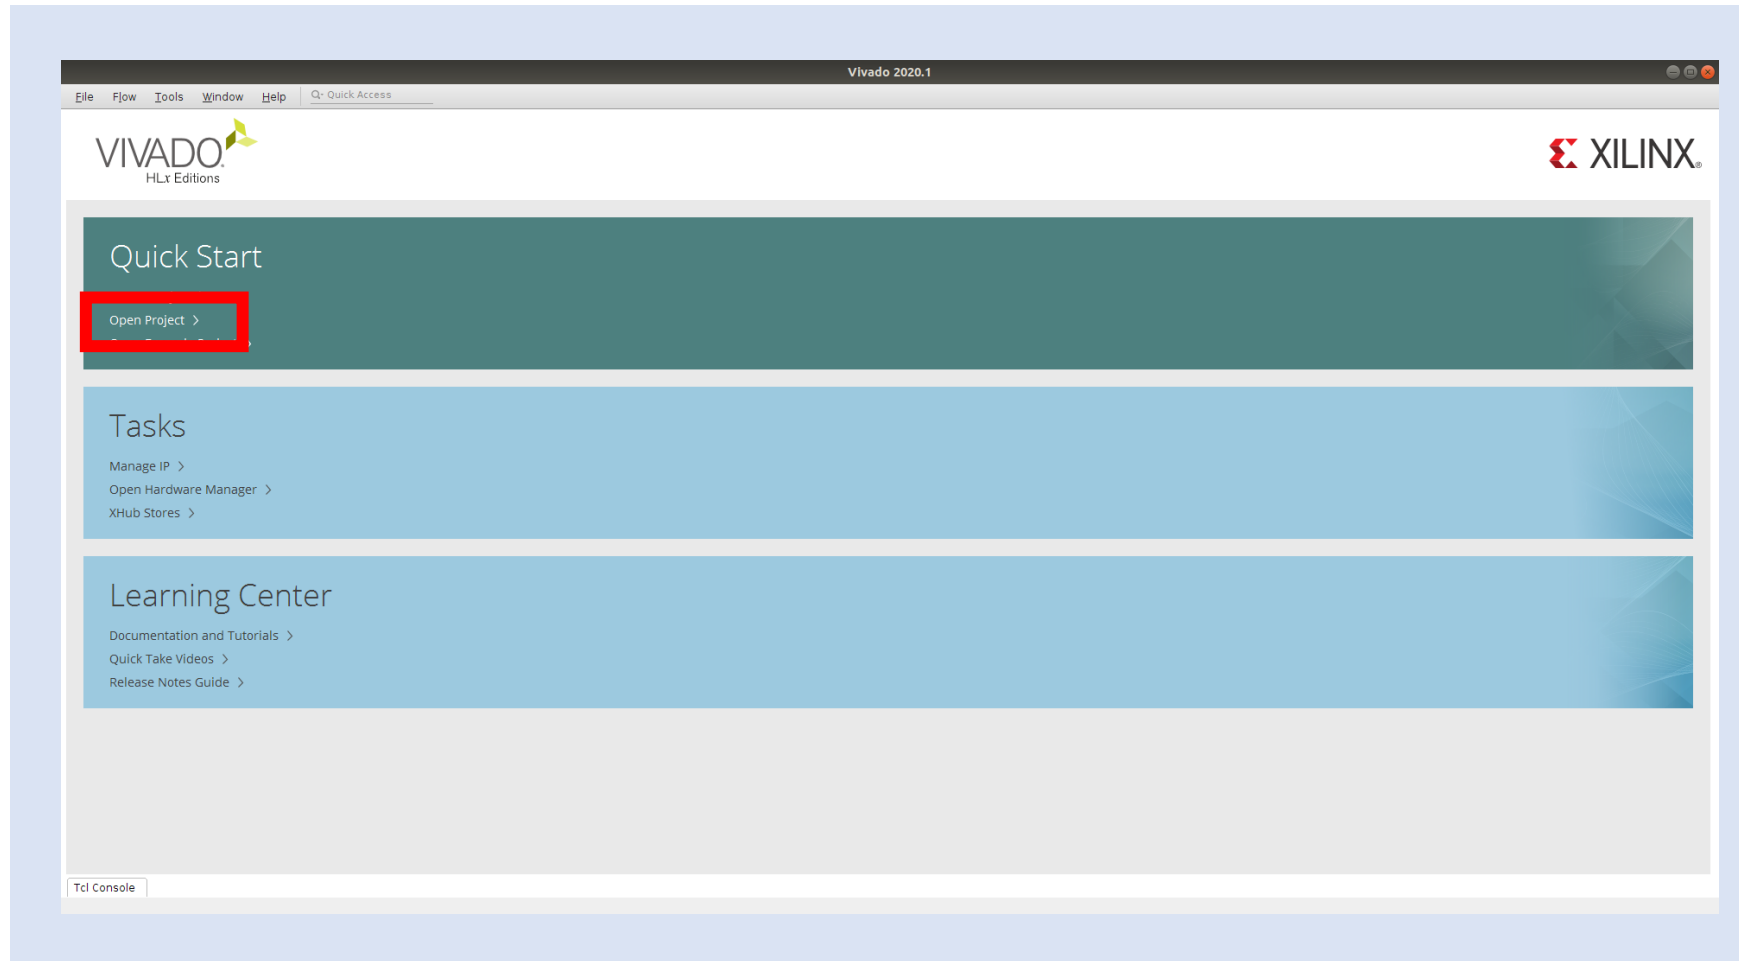 Vivado 2020.1
File Flow Tools Window Help Quick Access
VIVADO.
HLx Editions
XILINX®
Quick Start
Open Project >
Tasks
Manage IP >
Open Hardware Manager >
XHub Stores >
Learning Center
Documentation and Tutorials >
Quick Take Videos >
Release Notes Guide >
Tcl Console